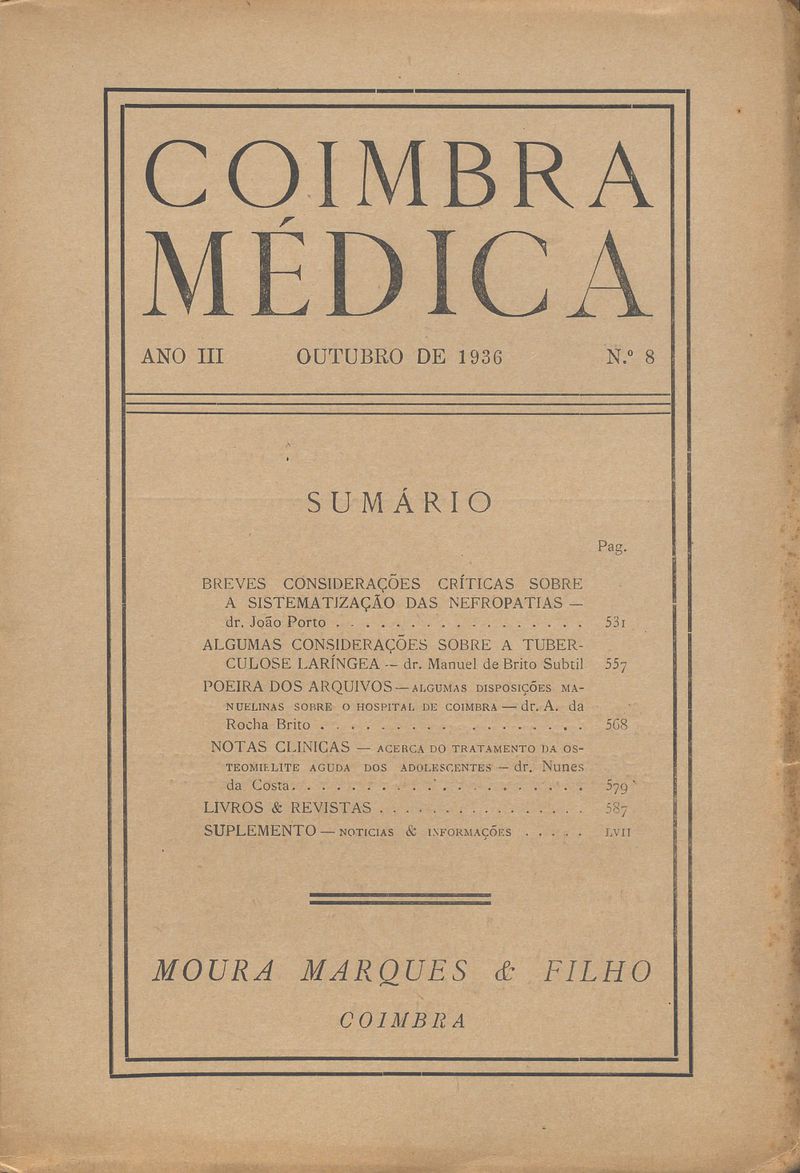 COIMBRA
MÉDICA
ANO III OUTUBRO DE 1936 N.º 8
SUMÁRIO
Pag.
BREVES CONSIDERAÇÕES CRÍTICAS SOBRE
A SISTEMATIZAÇÃO DAS NEFROPATIAS —
dr. João Porto . . . . . . . . . . . . . . . . . 531
ALGUMAS CONSIDERAÇÕES SOBRE A TUBER-
CULOSE LARÍNGEA — dr. Manuel de Brito Subtil 557
POEIRA DOS ARQUIVOS — ALGUMAS DISPOSIÇÕES MA-
NUELINAS SOBRE O HOSPITAL DE COIMBRA — dr. A. da
Rocha Brito . . . . . . . . . . . . . . . . . . 568
NOTAS CLINICAS — ACERCA DO TRATAMENTO DA OS-
TEOMIELITE AGUDA DOS ADOLESCENTES — dr. Nunes
da Costa. . . . . . . . . . . . . . . . . . . . 579
LIVROS & REVISTAS . . . . . . . . . . . . . . . . 587
SUPLEMENTO — NOTICIAS & INFORMAÇÕES . . . . . LVII
MOURA MARQUES & FILHO
COIMBRA